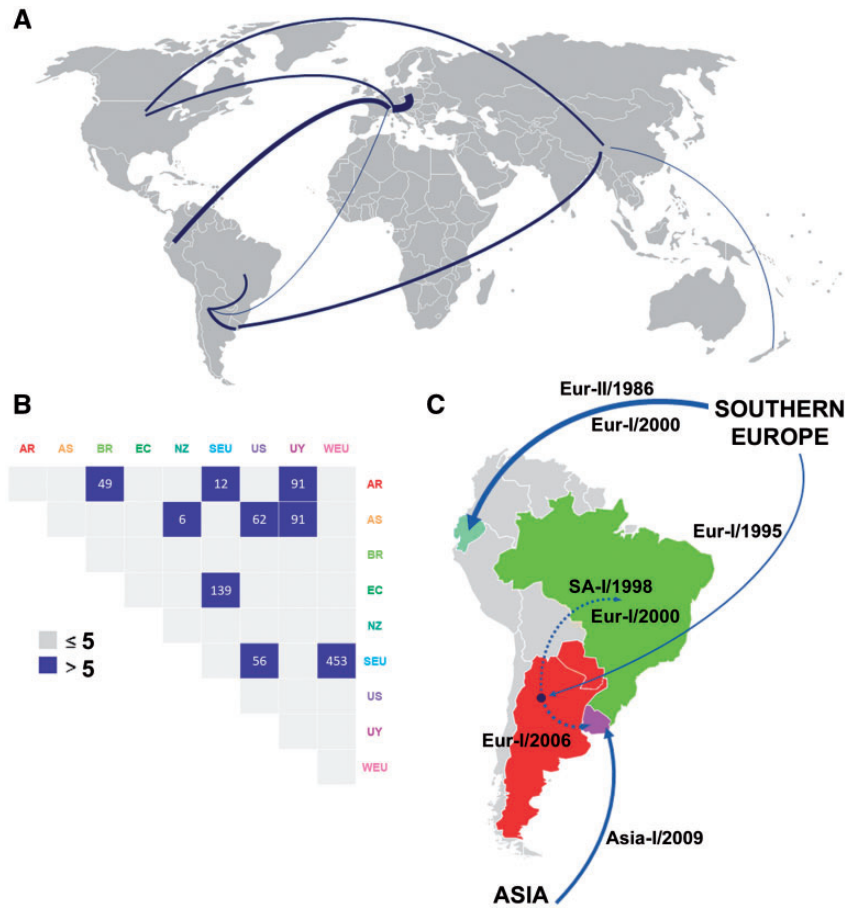 A
B
AR AS BR EC NZ SEU US UY WEU
49 12 91 AR
6 62 91 AS
BR
139 EC
NZ
56 453 SEU
US
UY
WEU
≤ 5
> 5
C
Eur-II/1986
SOUTHERN
EUROPE
Eur-I/2000
Eur-I/1995
SA-I/1998
Eur-I/2000
Eur-I/2006
Asia-I/2009
ASIA